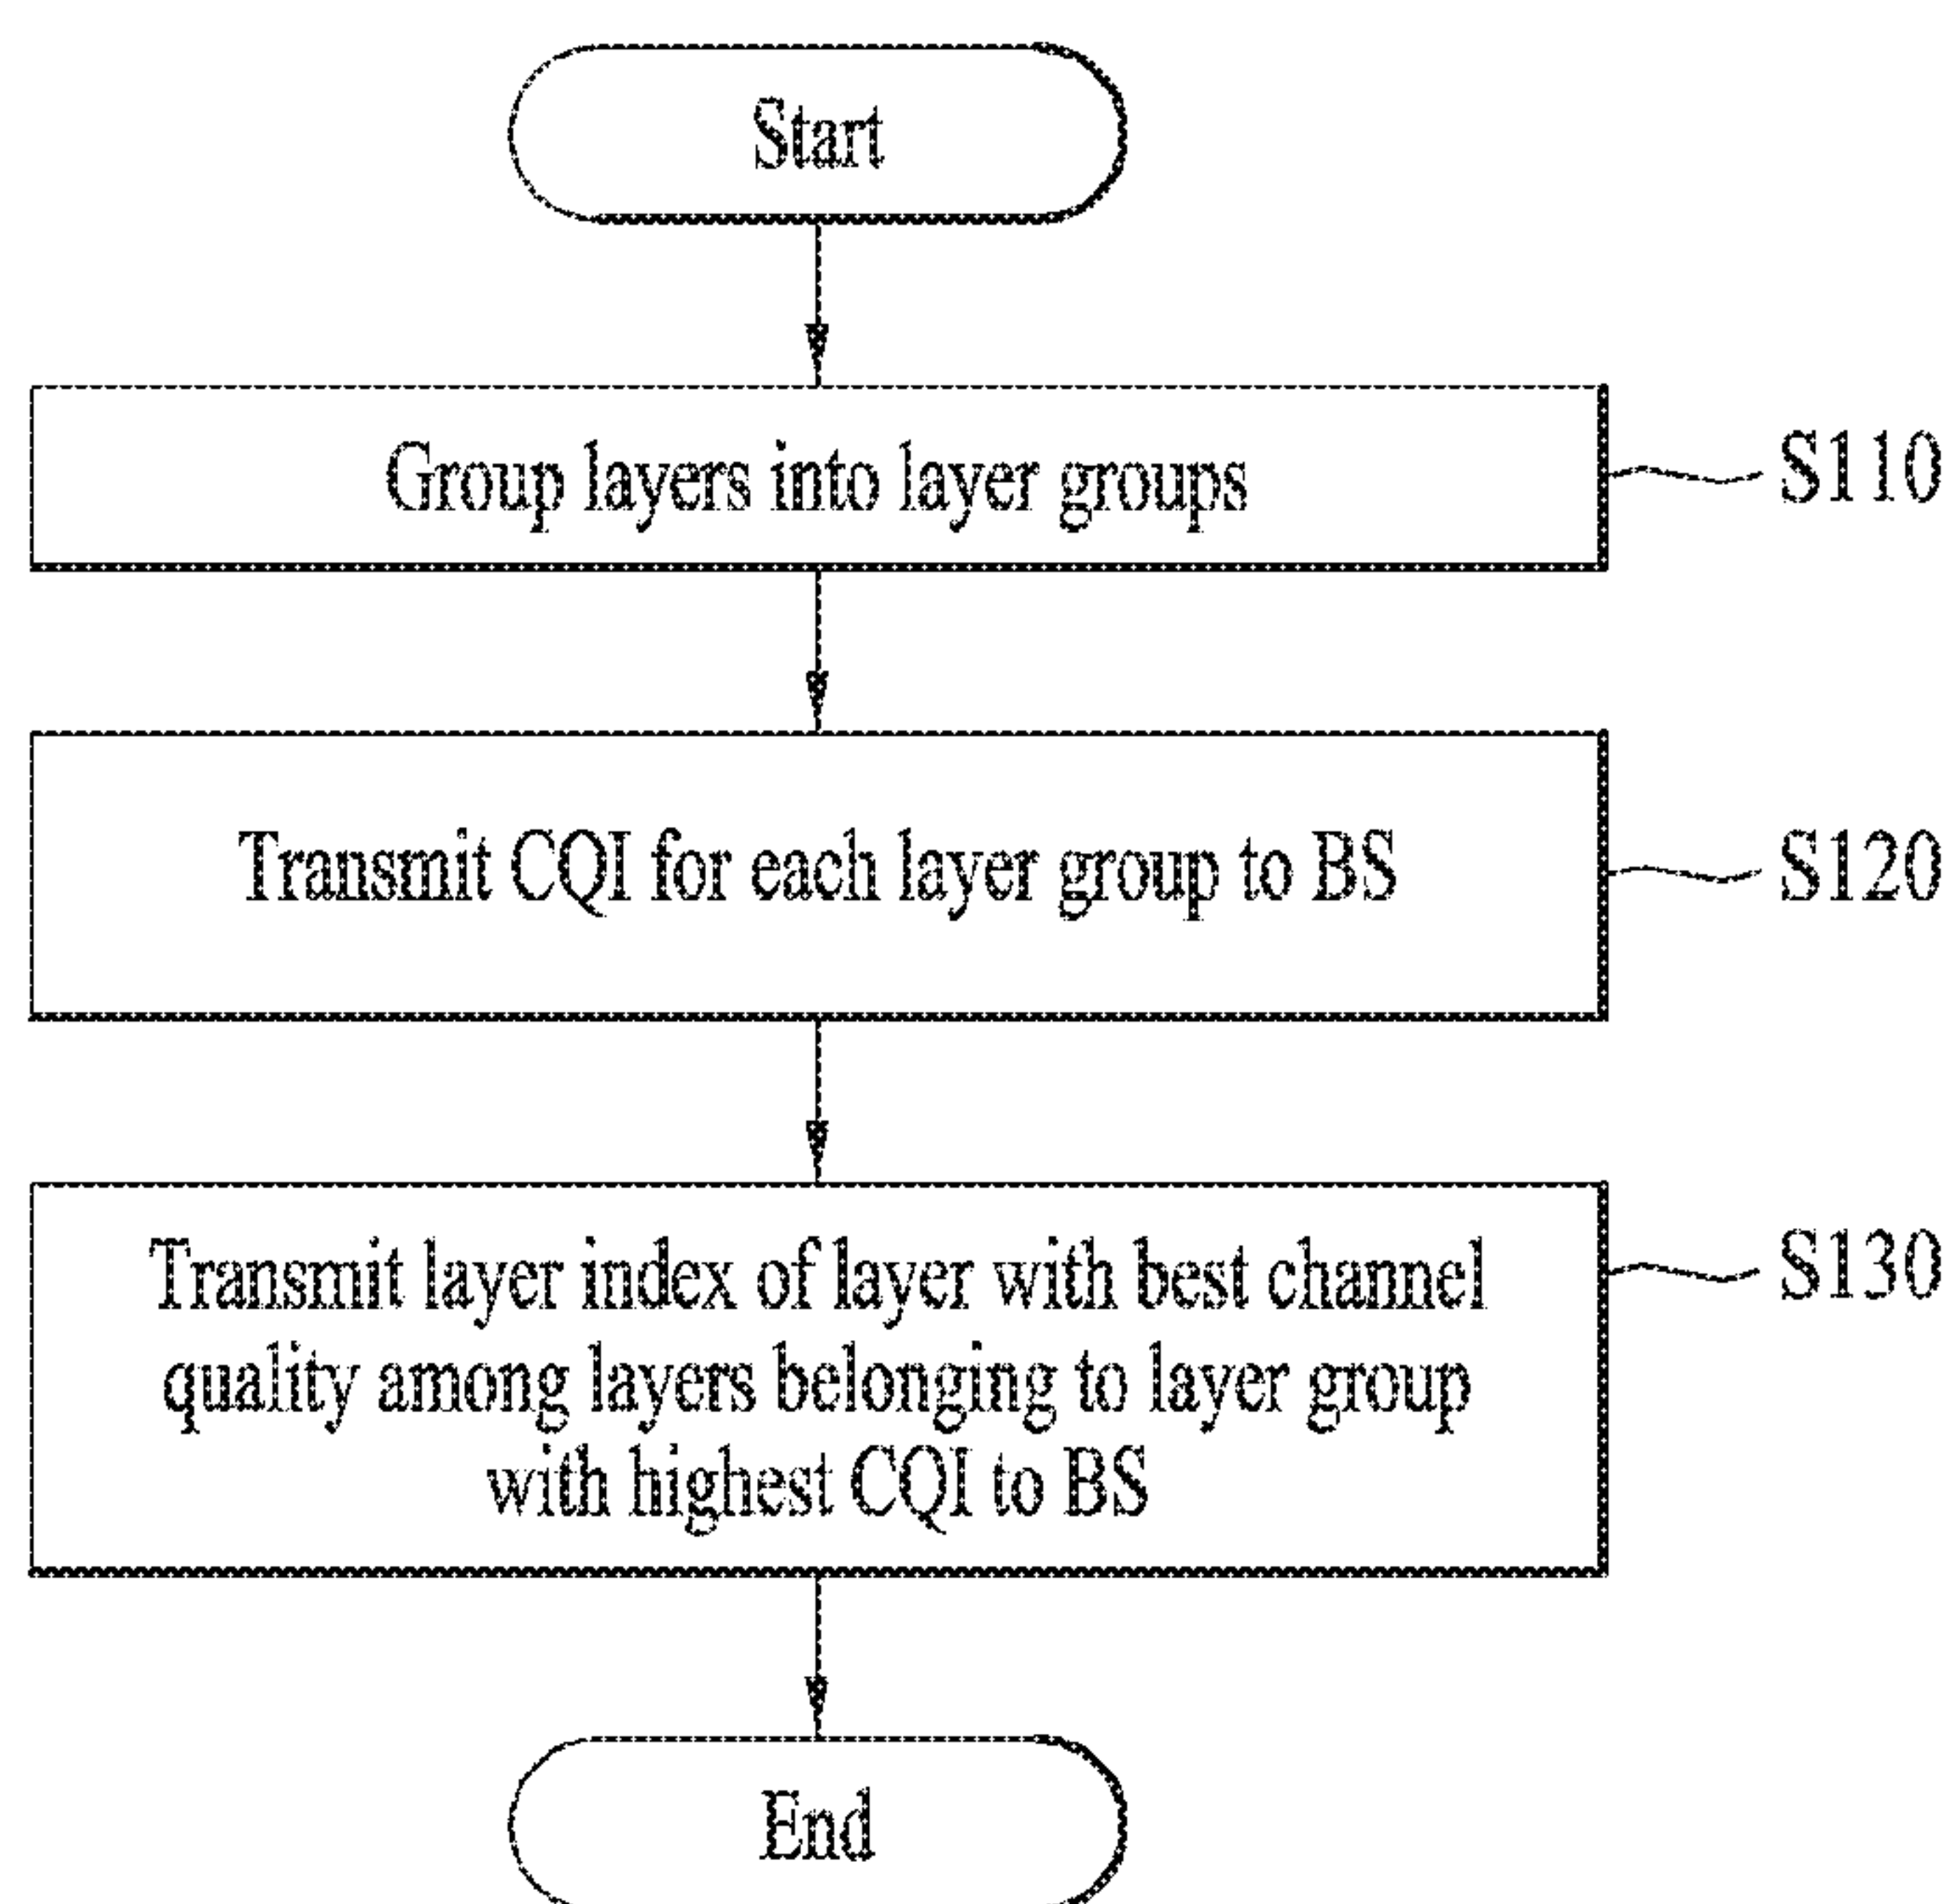 Start
Group layers into layer groups
S110
Transmit CQI for each layer group to BS
S120
Transmit layer index of layer with best channel
quality among layers belonging to layer group
with highest CQI to BS
S130
End